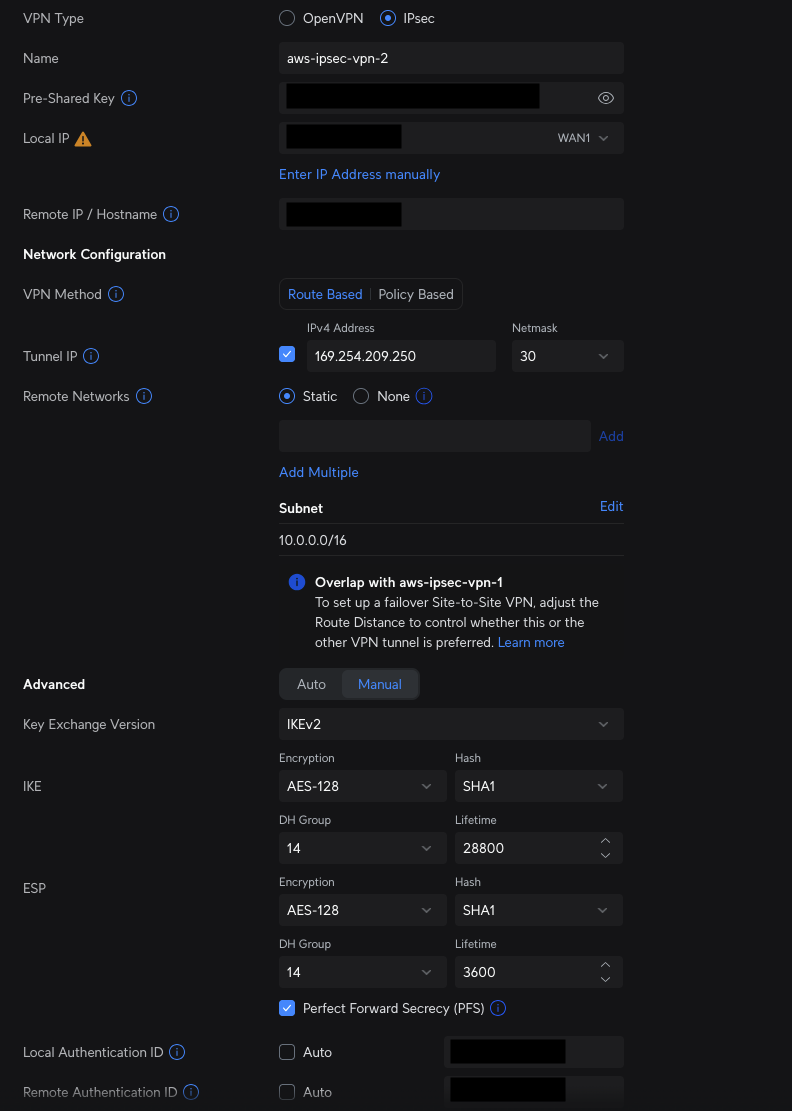 VPN Type OpenVPN IPsec
Name aws-ipsec-vpn-2
Pre-Shared Key
Local IP WAN1
Enter IP Address manually
Remote IP / Hostname
Network Configuration
VPN Method Route Based Policy Based
IPv4 Address Netmask
Tunnel IP 169.254.209.250 30
Remote Networks Static None
Add
Add Multiple
Subnet Edit
10.0.0.0/16
Overlap with aws-ipsec-vpn-1
To set up a failover Site-to-Site VPN, adjust the
Route Distance to control whether this or the
other VPN tunnel is preferred. Learn more
Advanced Auto Manual
Key Exchange Version IKEv2
Encryption Hash
IKE AES-128 SHA1
DH Group Lifetime
14 28800
Encryption Hash
ESP AES-128 SHA1
DH Group Lifetime
14 3600
Perfect Forward Secrecy (PFS)
Local Authentication ID Auto
Remote Authentication ID Auto